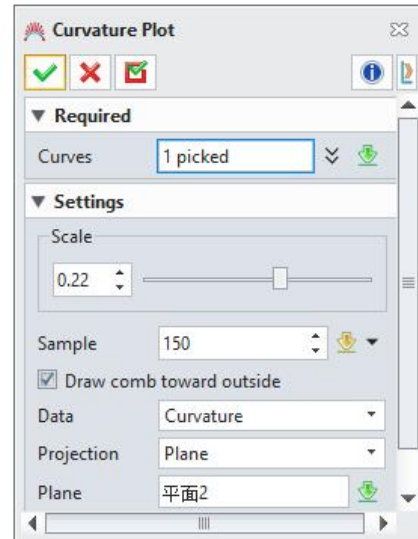 Curvature Plot
Required
Curves 1 picked
Settings
Scale
0.22
Sample 150
Draw comb toward outside
Data Curvature
Projection Plane
Plane 平面2